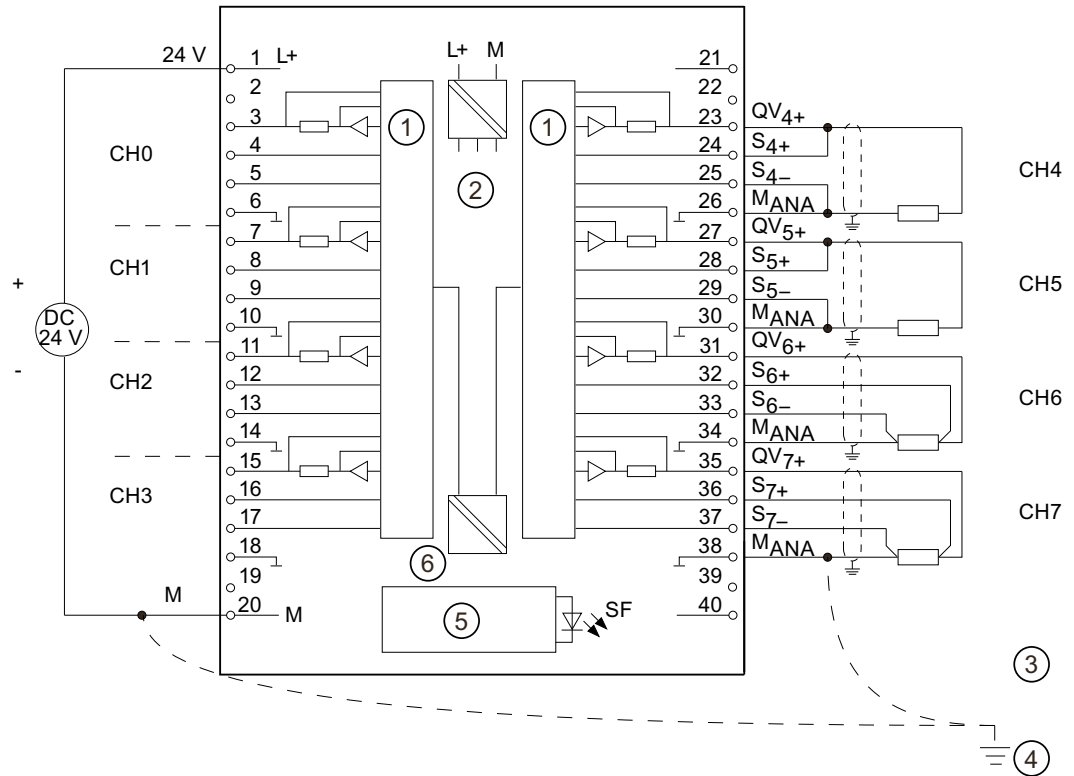 24 V 1 L+ L+ M 21
2 22
3 1 1 23 QV4+
CH0 4 2 24 S4+ CH4
5 25 S4–
6 26 MANA
7 27 QV5+
CH1 8 28 S5+ CH5
+ 9 29 S5–
DC 10 30 MANA
24 V 11 31 QV6+
- 12 32 S6+
CH2 13 33 S6– CH6
14 34 MANA
15 35 QV7+
CH3 16 36 S7+ CH7
17 37 S7–
18 6 38 MANA
19 39
M 20 M 5 SF 40
3
4